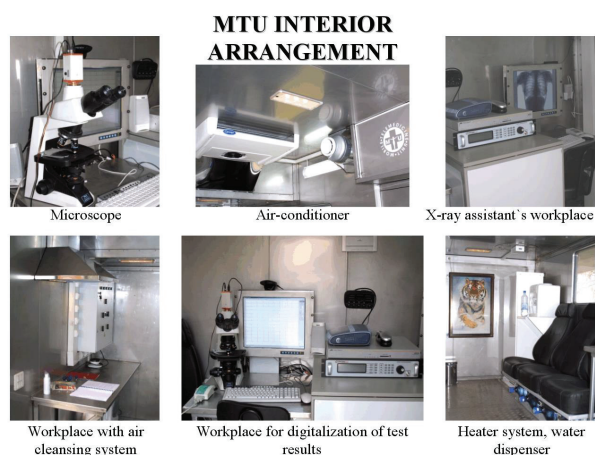 MTU INTERIOR
ARRANGEMENT
Microscope
Air-conditioner
X-ray assistant`s workplace
Workplace with air
cleansing system
Workplace for digitalization of test
results
Heater system, water
dispenser